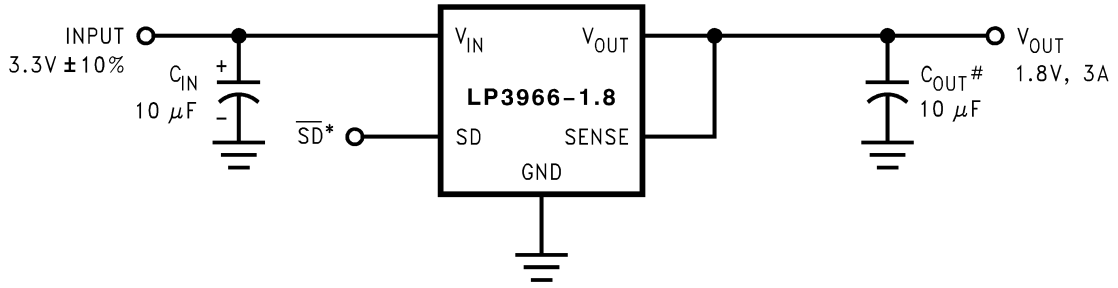 INPUT
3.3V ±10%
C_IN
+
10 μF
−
S̅D̅*
V_IN
V_OUT
LP3966-1.8
SD
SENSE
GND
C_OUT#
10 μF
V_OUT
1.8V, 3A